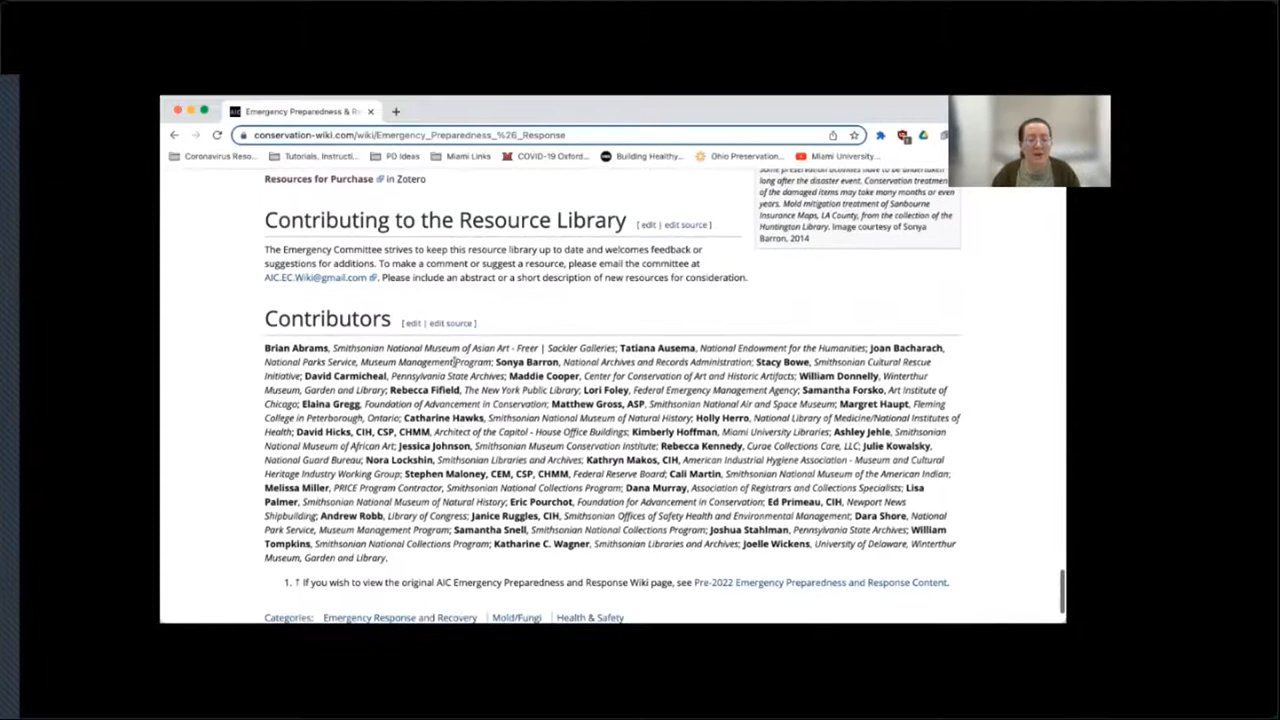 AIC Emergency Preparedness & Re
conservation-wiki.com/wiki/Emergency_Preparedness_%26_Response
Coronavirus Reso... Tutorials, Instructi... PD Ideas Miami Links COVID-19 Oxford... Building Healthy... Ohio Preservation... Miami University...
Resources for Purchase in Zotero
Some preservation activities have to be undertaken
long after the disaster event. Conservation treatment
of the damaged items may take many months or even
years. Mold mitigation treatment of Sanbourne
Insurance Maps, LA County, from the collection of the
Huntington Library. Image courtesy of Sonya
Barron, 2014
Contributing to the Resource Library [ edit | edit source ]
The Emergency Committee strives to keep this resource library up to date and welcomes feedback or
suggestions for additions. To make a comment or suggest a resource, please email the committee at
AIC.EC.Wiki@gmail.com . Please include an abstract or a short description of new resources for consideration.
Contributors [ edit | edit source ]
Brian Abrams, Smithsonian National Museum of Asian Art - Freer | Sackler Galleries; Tatiana Ausema, National Endowment for the Humanities; Joan Bacharach,
National Parks Service, Museum Management Program; Sonya Barron, National Archives and Records Administration; Stacy Bowe, Smithsonian Cultural Rescue
Initiative; David Carmicheal, Pennsylvania State Archives; Maddie Cooper, Center for Conservation of Art and Historic Artifacts; William Donnelly, Winterthur
Museum, Garden and Library; Rebecca Fifield, The New York Public Library; Lori Foley, Federal Emergency Management Agency; Samantha Forsko, Art Institute of
Chicago; Elaina Gregg, Foundation of Advancement in Conservation; Matthew Gross, ASP, Smithsonian National Air and Space Museum; Margret Haupt, Fleming
College in Peterborough, Ontario; Catharine Hawks, Smithsonian National Museum of Natural History; Holly Herro, National Library of Medicine/National Institutes of
Health; David Hicks, CIH, CSP, CHMM, Architect of the Capitol - House Office Buildings; Kimberly Hoffman, Miami University Libraries; Ashley Jehle, Smithsonian
National Museum of African Art; Jessica Johnson, Smithsonian Museum Conservation Institute; Rebecca Kennedy, Curae Collections Care, LLC; Julie Kowalsky,
National Guard Bureau; Nora Lockshin, Smithsonian Libraries and Archives; Kathryn Makos, CIH, American Industrial Hygiene Association - Museum and Cultural
Heritage Industry Working Group; Stephen Maloney, CEM, CSP, CHMM, Federal Reserve Board; Cali Martin, Smithsonian National Museum of the American Indian;
Melissa Miller, PRICE Program Contractor, Smithsonian National Collections Program; Dana Murray, Association of Registrars and Collections Specialists; Lisa
Palmer, Smithsonian National Museum of Natural History; Eric Pourchot, Foundation for Advancement in Conservation; Ed Primeau, CIH, Newport News
Shipbuilding; Andrew Robb, Library of Congress; Janice Ruggles, CIH, Smithsonian Offices of Safety Health and Environmental Management; Dara Shore, National
Park Service, Museum Management Program; Samantha Snell, Smithsonian National Collections Program; Joshua Stahlman, Pennsylvania State Archives; William
Tompkins, Smithsonian National Collections Program; Katharine C. Wagner, Smithsonian Libraries and Archives; Joelle Wickens, University of Delaware, Winterthur
Museum, Garden and Library.
1. ↑ If you wish to view the original AIC Emergency Preparedness and Response Wiki page, see Pre-2022 Emergency Preparedness and Response Content.
Categories: Emergency Response and Recovery | Mold/Fungi | Health & Safety